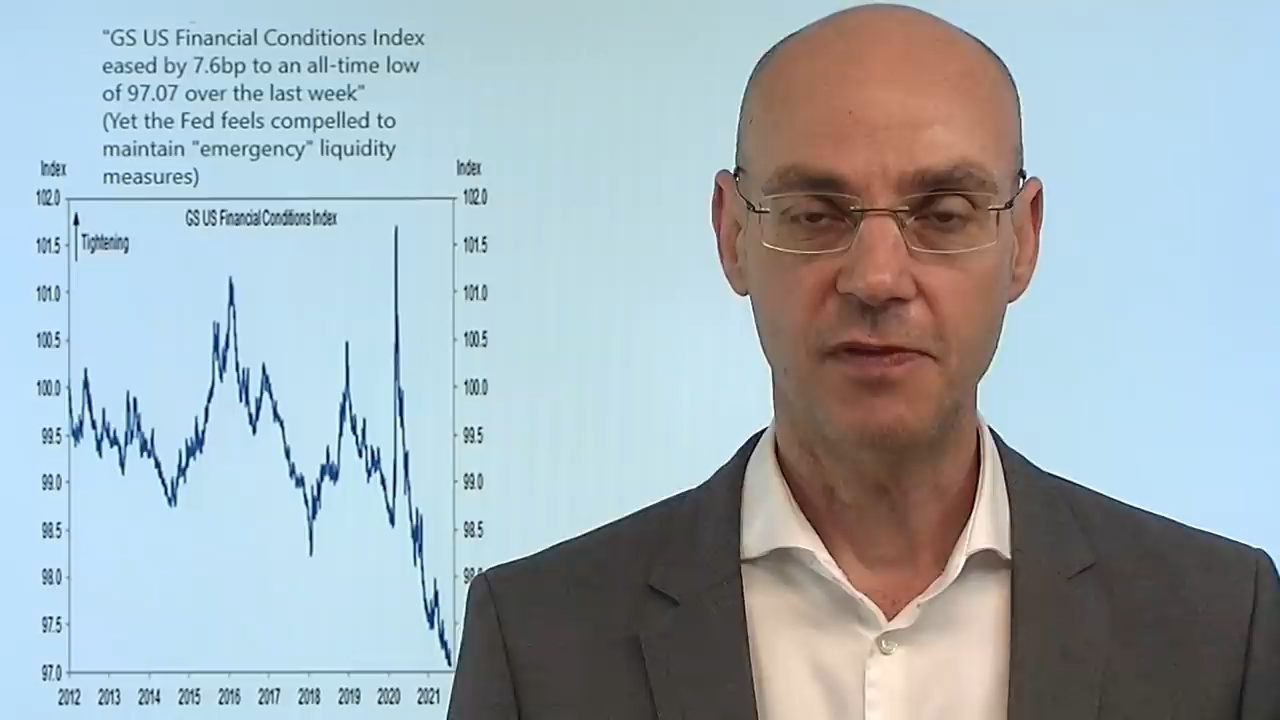 "GS US Financial Conditions Index
eased by 7.6bp to an all-time low
of 97.07 over the last week"
(Yet the Fed feels compelled to
maintain "emergency" liquidity
measures)
Index Index
102.0 102.0
GS US Financial Conditions Index
Tightening
101.5 101.5
101.0 101.0
100.5 100.5
100.0 100.0
99.5 99.5
99.0 99.0
98.5 98.5
98.0 98.0
97.5
97.0
2012 2013 2014 2015 2016 2017 2018 2019 2020 2021